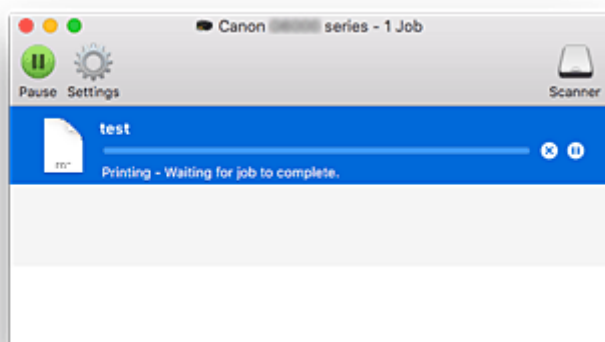 Canon series - 1 Job
Pause Settings Scanner
test
Printing - Waiting for job to complete.